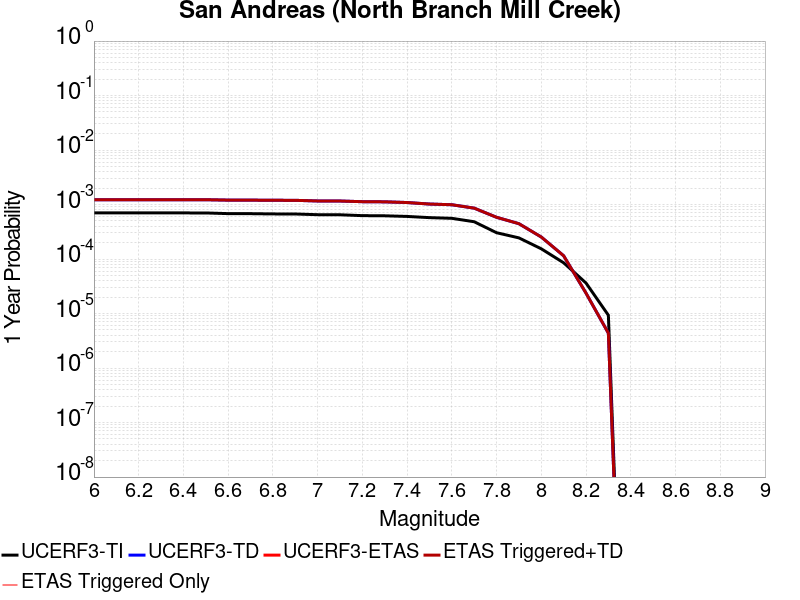 San Andreas (North Branch Mill Creek)
10^0
10^-1
10^-2
10^-3
10^-4
10^-5
10^-6
10^-7
10^-8
1 Year Probability
6 6.2 6.4 6.6 6.8 7 7.2 7.4 7.6 7.8 8 8.2 8.4 8.6 8.8 9
Magnitude
UCERF3-TI UCERF3-TD UCERF3-ETAS ETAS Triggered+TD
ETAS Triggered Only